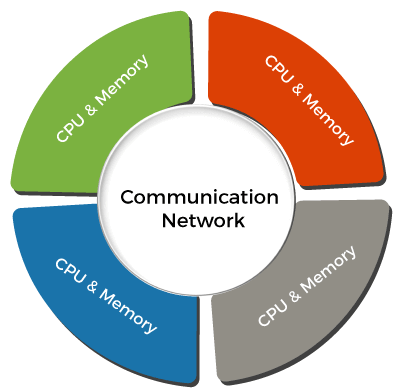 CPU & Memory
CPU & Memory
Communication
Network
CPU & Memory
CPU & Memory